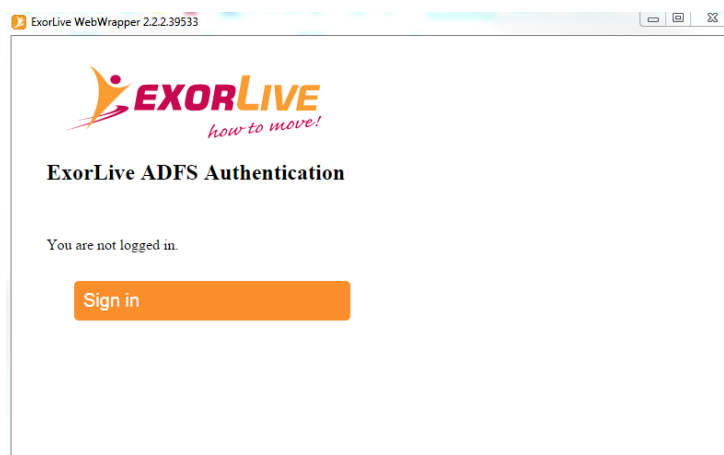 ExorLive WebWrapper 2.2.2.39533
EXORLIVE
how to move!
ExorLive ADFS Authentication
You are not logged in.
Sign in